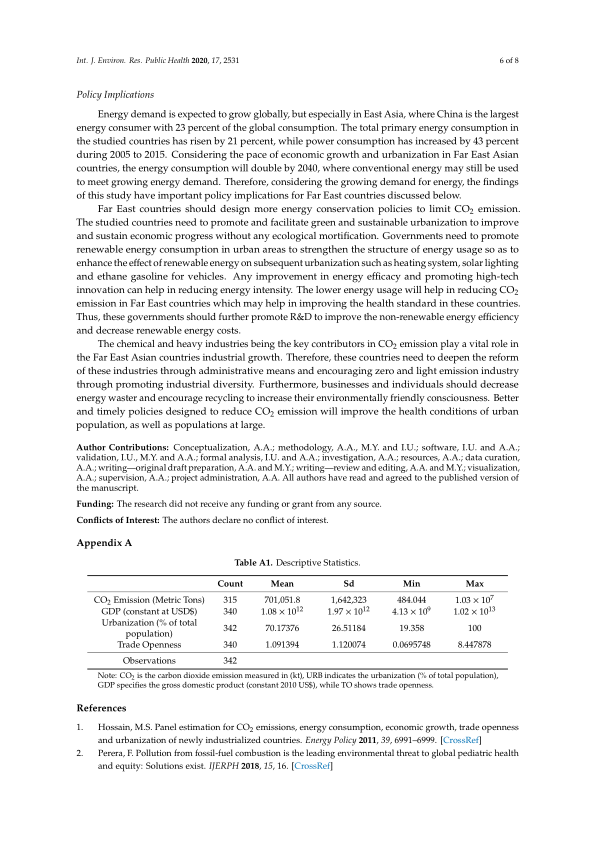 Int. J. Environ. Res. Public Health 2020, 17, 2531
6 of 8
Policy Implications
Energy demand is expected to grow globally, but especially in East Asia, where China is the largest
energy consumer with 23 percent of the global consumption. The total primary energy consumption in
the studied countries has risen by 21 percent, while power consumption has increased by 43 percent
during 2005 to 2015. Considering the pace of economic growth and urbanization in Far East Asian
countries, the energy consumption will double by 2040, where conventional energy may still be used
to meet growing energy demand. Therefore, considering the growing demand for energy, the findings
of this study have important policy implications for Far East countries discussed below.
Far East countries should design more energy conservation policies to limit CO₂ emission.
The studied countries need to promote and facilitate green and sustainable urbanization to improve
and sustain economic progress without any ecological mortification. Governments need to promote
renewable energy consumption in urban areas to strengthen the structure of energy usage so as to
enhance the effect of renewable energy on subsequent urbanization such as heating system, solar lighting
and ethane gasoline for vehicles. Any improvement in energy efficacy and promoting high-tech
innovation can help in reducing energy intensity. The lower energy usage will help in reducing CO₂
emission in Far East countries which may help in improving the health standard in these countries.
Thus, these governments should further promote R&D to improve the non-renewable energy efficiency
and decrease renewable energy costs.
The chemical and heavy industries being the key contributors in CO₂ emission play a vital role in
the Far East Asian countries industrial growth. Therefore, these countries need to deepen the reform
of these industries through administrative means and encouraging zero and light emission industry
through promoting industrial diversity. Furthermore, businesses and individuals should decrease
energy waster and encourage recycling to increase their environmentally friendly consciousness. Better
and timely policies designed to reduce CO₂ emission will improve the health conditions of urban
population, as well as populations at large.
Author Contributions: Conceptualization, A.A.; methodology, A.A., M.Y. and I.U.; software, I.U. and A.A.;
validation, I.U., M.Y. and A.A.; formal analysis, I.U. and A.A.; investigation, A.A.; resources, A.A.; data curation,
A.A.; writing—original draft preparation, A.A. and M.Y.; writing—review and editing, A.A. and M.Y.; visualization,
A.A.; supervision, A.A.; project administration, A.A. All authors have read and agreed to the published version of
the manuscript.
Funding: The research did not receive any funding or grant from any source.
Conflicts of Interest: The authors declare no conflict of interest.
Appendix A
Table A1. Descriptive Statistics.
Count Mean Sd Min Max
CO₂ Emission (Metric Tons) 315 701,051.8 1,642,323 484.044 1.03 × 10⁷
GDP (constant at USD$) 340 1.08 × 10¹² 1.97 × 10¹² 4.13 × 10⁹ 1.02 × 10¹³
Urbanization (% of total
population) 342 70.17376 26.51184 19.358 100
Trade Openness 340 1.091394 1.120074 0.0695748 8.447878
Observations 342
Note: CO₂ is the carbon dioxide emission measured in (kt), URB indicates the urbanization (% of total population),
GDP specifies the gross domestic product (constant 2010 US$), while TO shows trade openness.
References
1. Hossain, M.S. Panel estimation for CO₂ emissions, energy consumption, economic growth, trade openness
and urbanization of newly industrialized countries. Energy Policy 2011, 39, 6991–6999. [CrossRef]
2. Perera, F. Pollution from fossil-fuel combustion is the leading environmental threat to global pediatric health
and equity: Solutions exist. IJERPH 2018, 15, 16. [CrossRef]